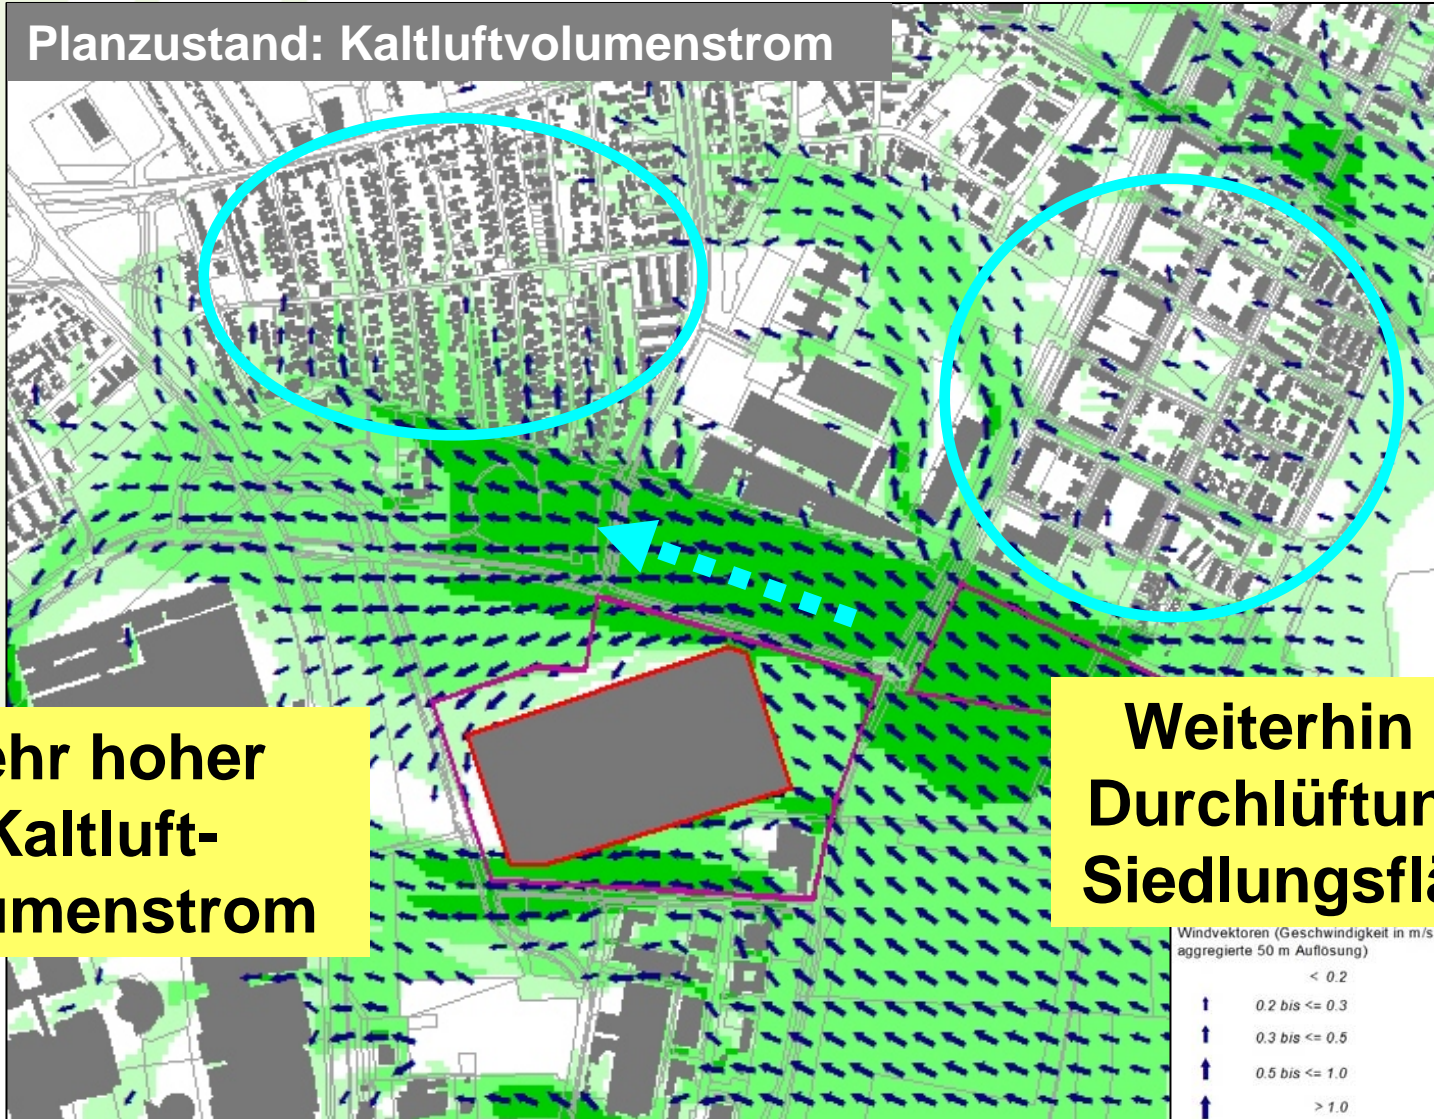 Planzustand: Kaltluftvolumenstrom
ehr hoher
Kaltluft-
umenstrom
Weiterhin
Durchlüftun
Siedlungsflä
Windvektoren (Geschwindigkeit in m/s
aggregierte 50 m Auflösung)
< 0.2
0.2 bis <= 0.3
0.3 bis <= 0.5
0.5 bis <= 1.0
> 1.0